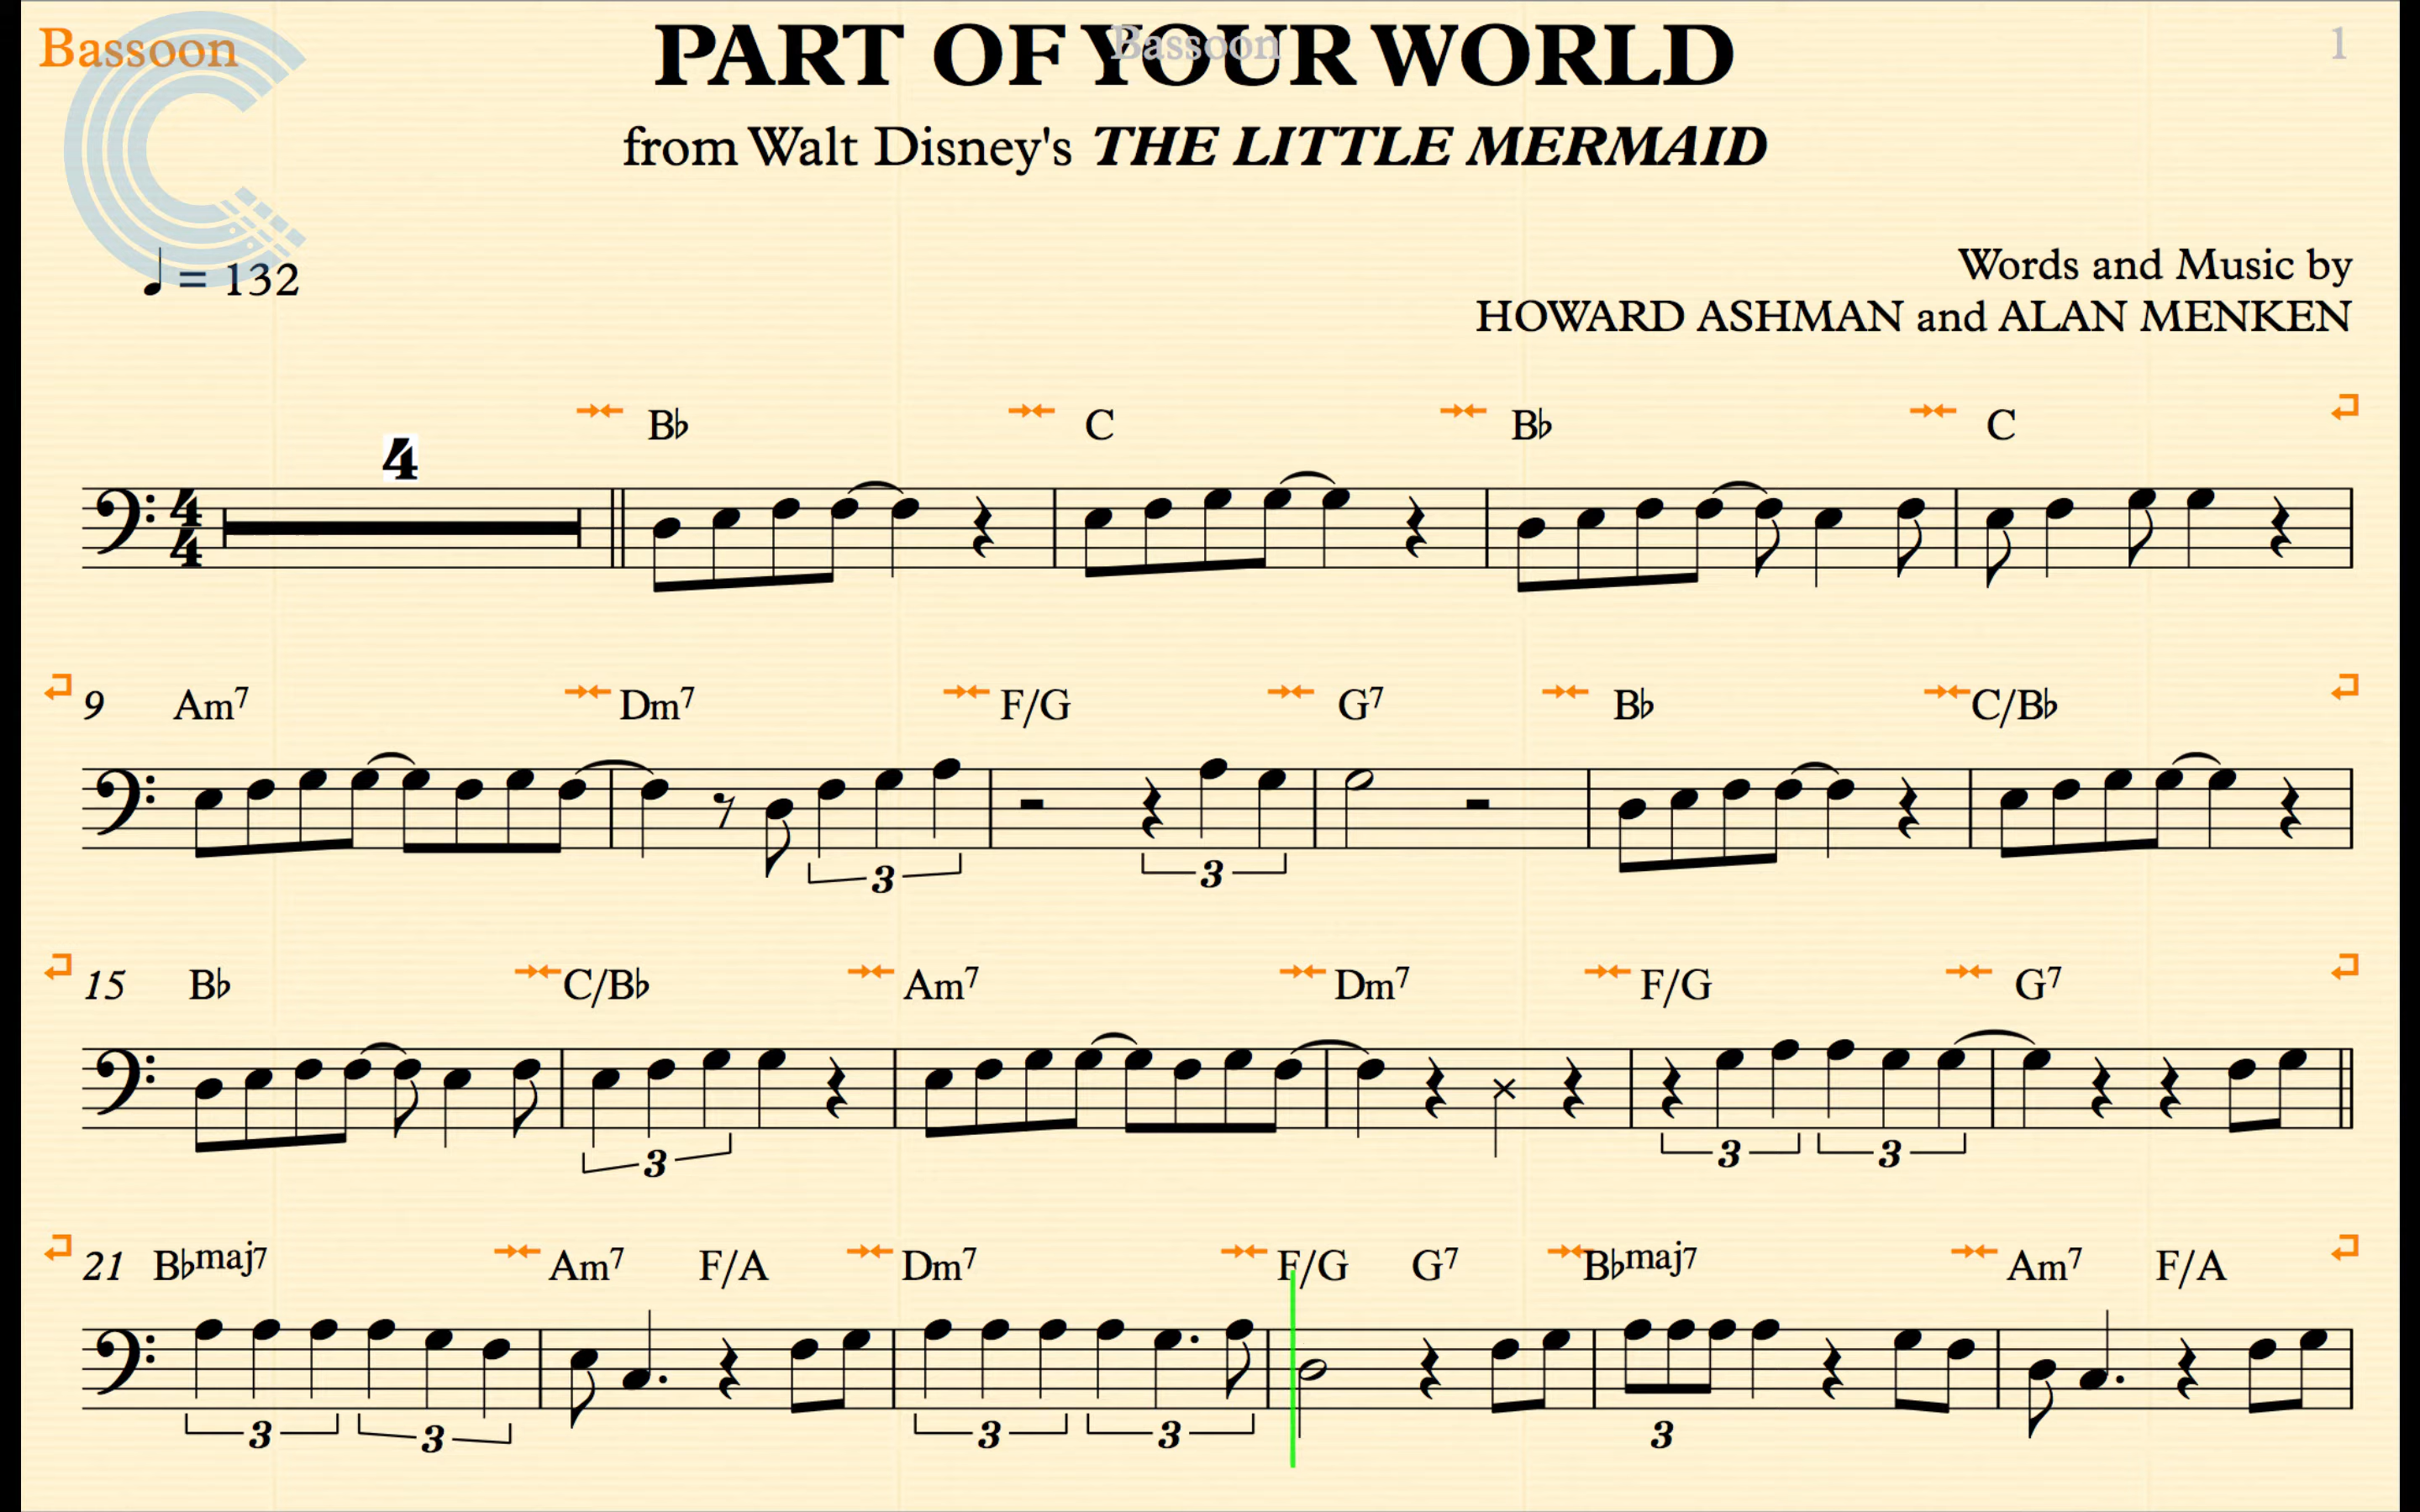 Bassoon
Bassoon
1
PART OF YOUR WORLD
from Walt Disney's THE LITTLE MERMAID
♩ = 132
Words and Music by
HOWARD ASHMAN and ALAN MENKEN
B♭ C B♭ C
4
4
4
9 Am7 Dm7 F/G G7 B♭ C/B♭
3 3
15 B♭ C/B♭ Am7 Dm7 F/G G7
3 3 3
21 B♭maj7 Am7 F/A Dm7 F/G G7 B♭maj7 Am7 F/A
3 3 3 3 3